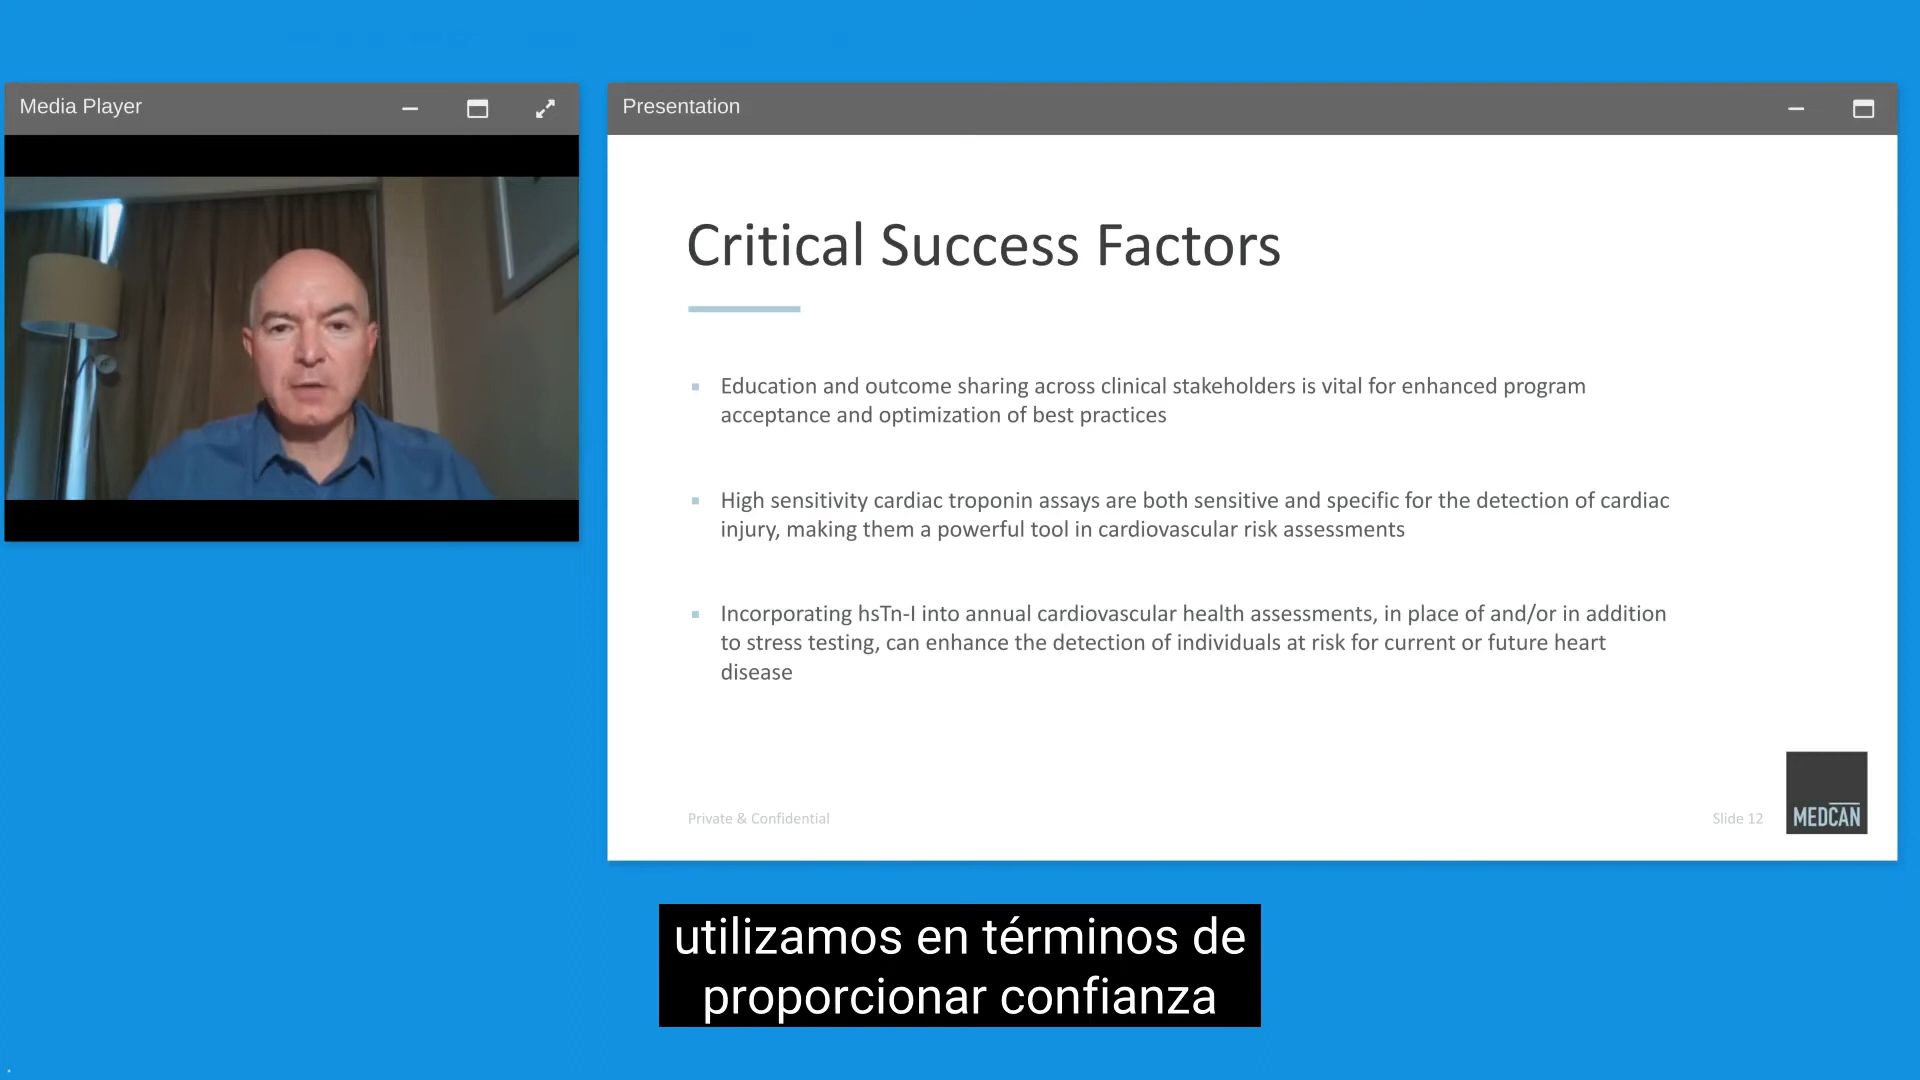 Media Player
Presentation
Critical Success Factors
Education and outcome sharing across clinical stakeholders is vital for enhanced program
acceptance and optimization of best practices
High sensitivity cardiac troponin assays are both sensitive and specific for the detection of cardiac
injury, making them a powerful tool in cardiovascular risk assessments
Incorporating hsTn-I into annual cardiovascular health assessments, in place of and/or in addition
to stress testing, can enhance the detection of individuals at risk for current or future heart
disease
Private & Confidential
Slide 12
MEDCAN
utilizamos en términos de
proporcionar confianza